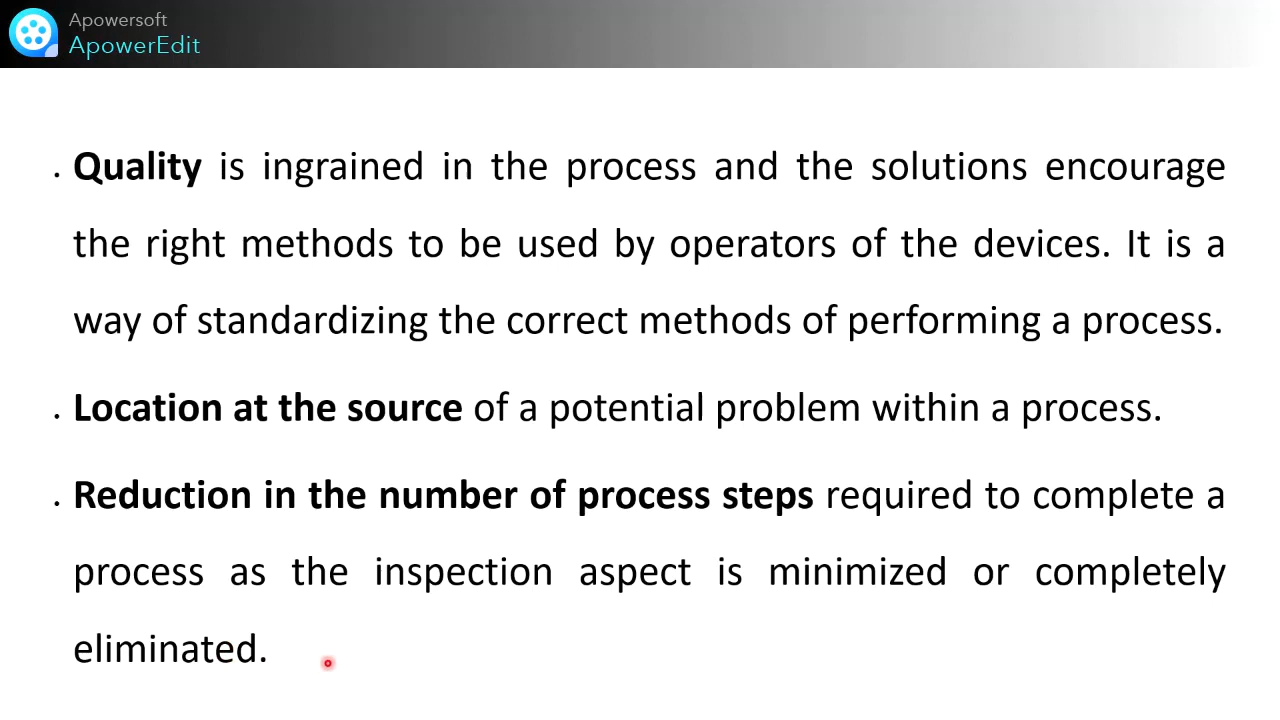 Apowersoft
ApowerEdit
. Quality is ingrained in the process and the solutions encourage
the right methods to be used by operators of the devices. It is a
way of standardizing the correct methods of performing a process.
. Location at the source of a potential problem within a process.
. Reduction in the number of process steps required to complete a
process as the inspection aspect is minimized or completely
eliminated.